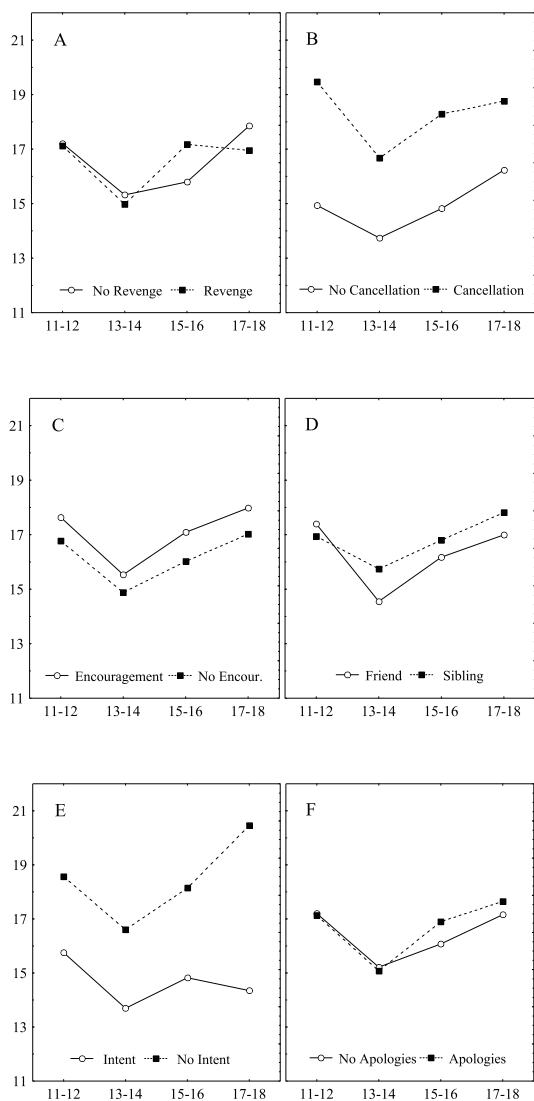 A B
21
19
17
15
13
11
No Revenge Revenge No Cancellation Cancellation
11-12 13-14 15-16 17-18 11-12 13-14 15-16 17-18
C D
21
19
17
15
13
11
Encouragement No Encour. Friend Sibling
11-12 13-14 15-16 17-18 11-12 13-14 15-16 17-18
E F
21
19
17
15
13
11
Intent No Intent No Apologies Apologies
11-12 13-14 15-16 17-18 11-12 13-14 15-16 17-18